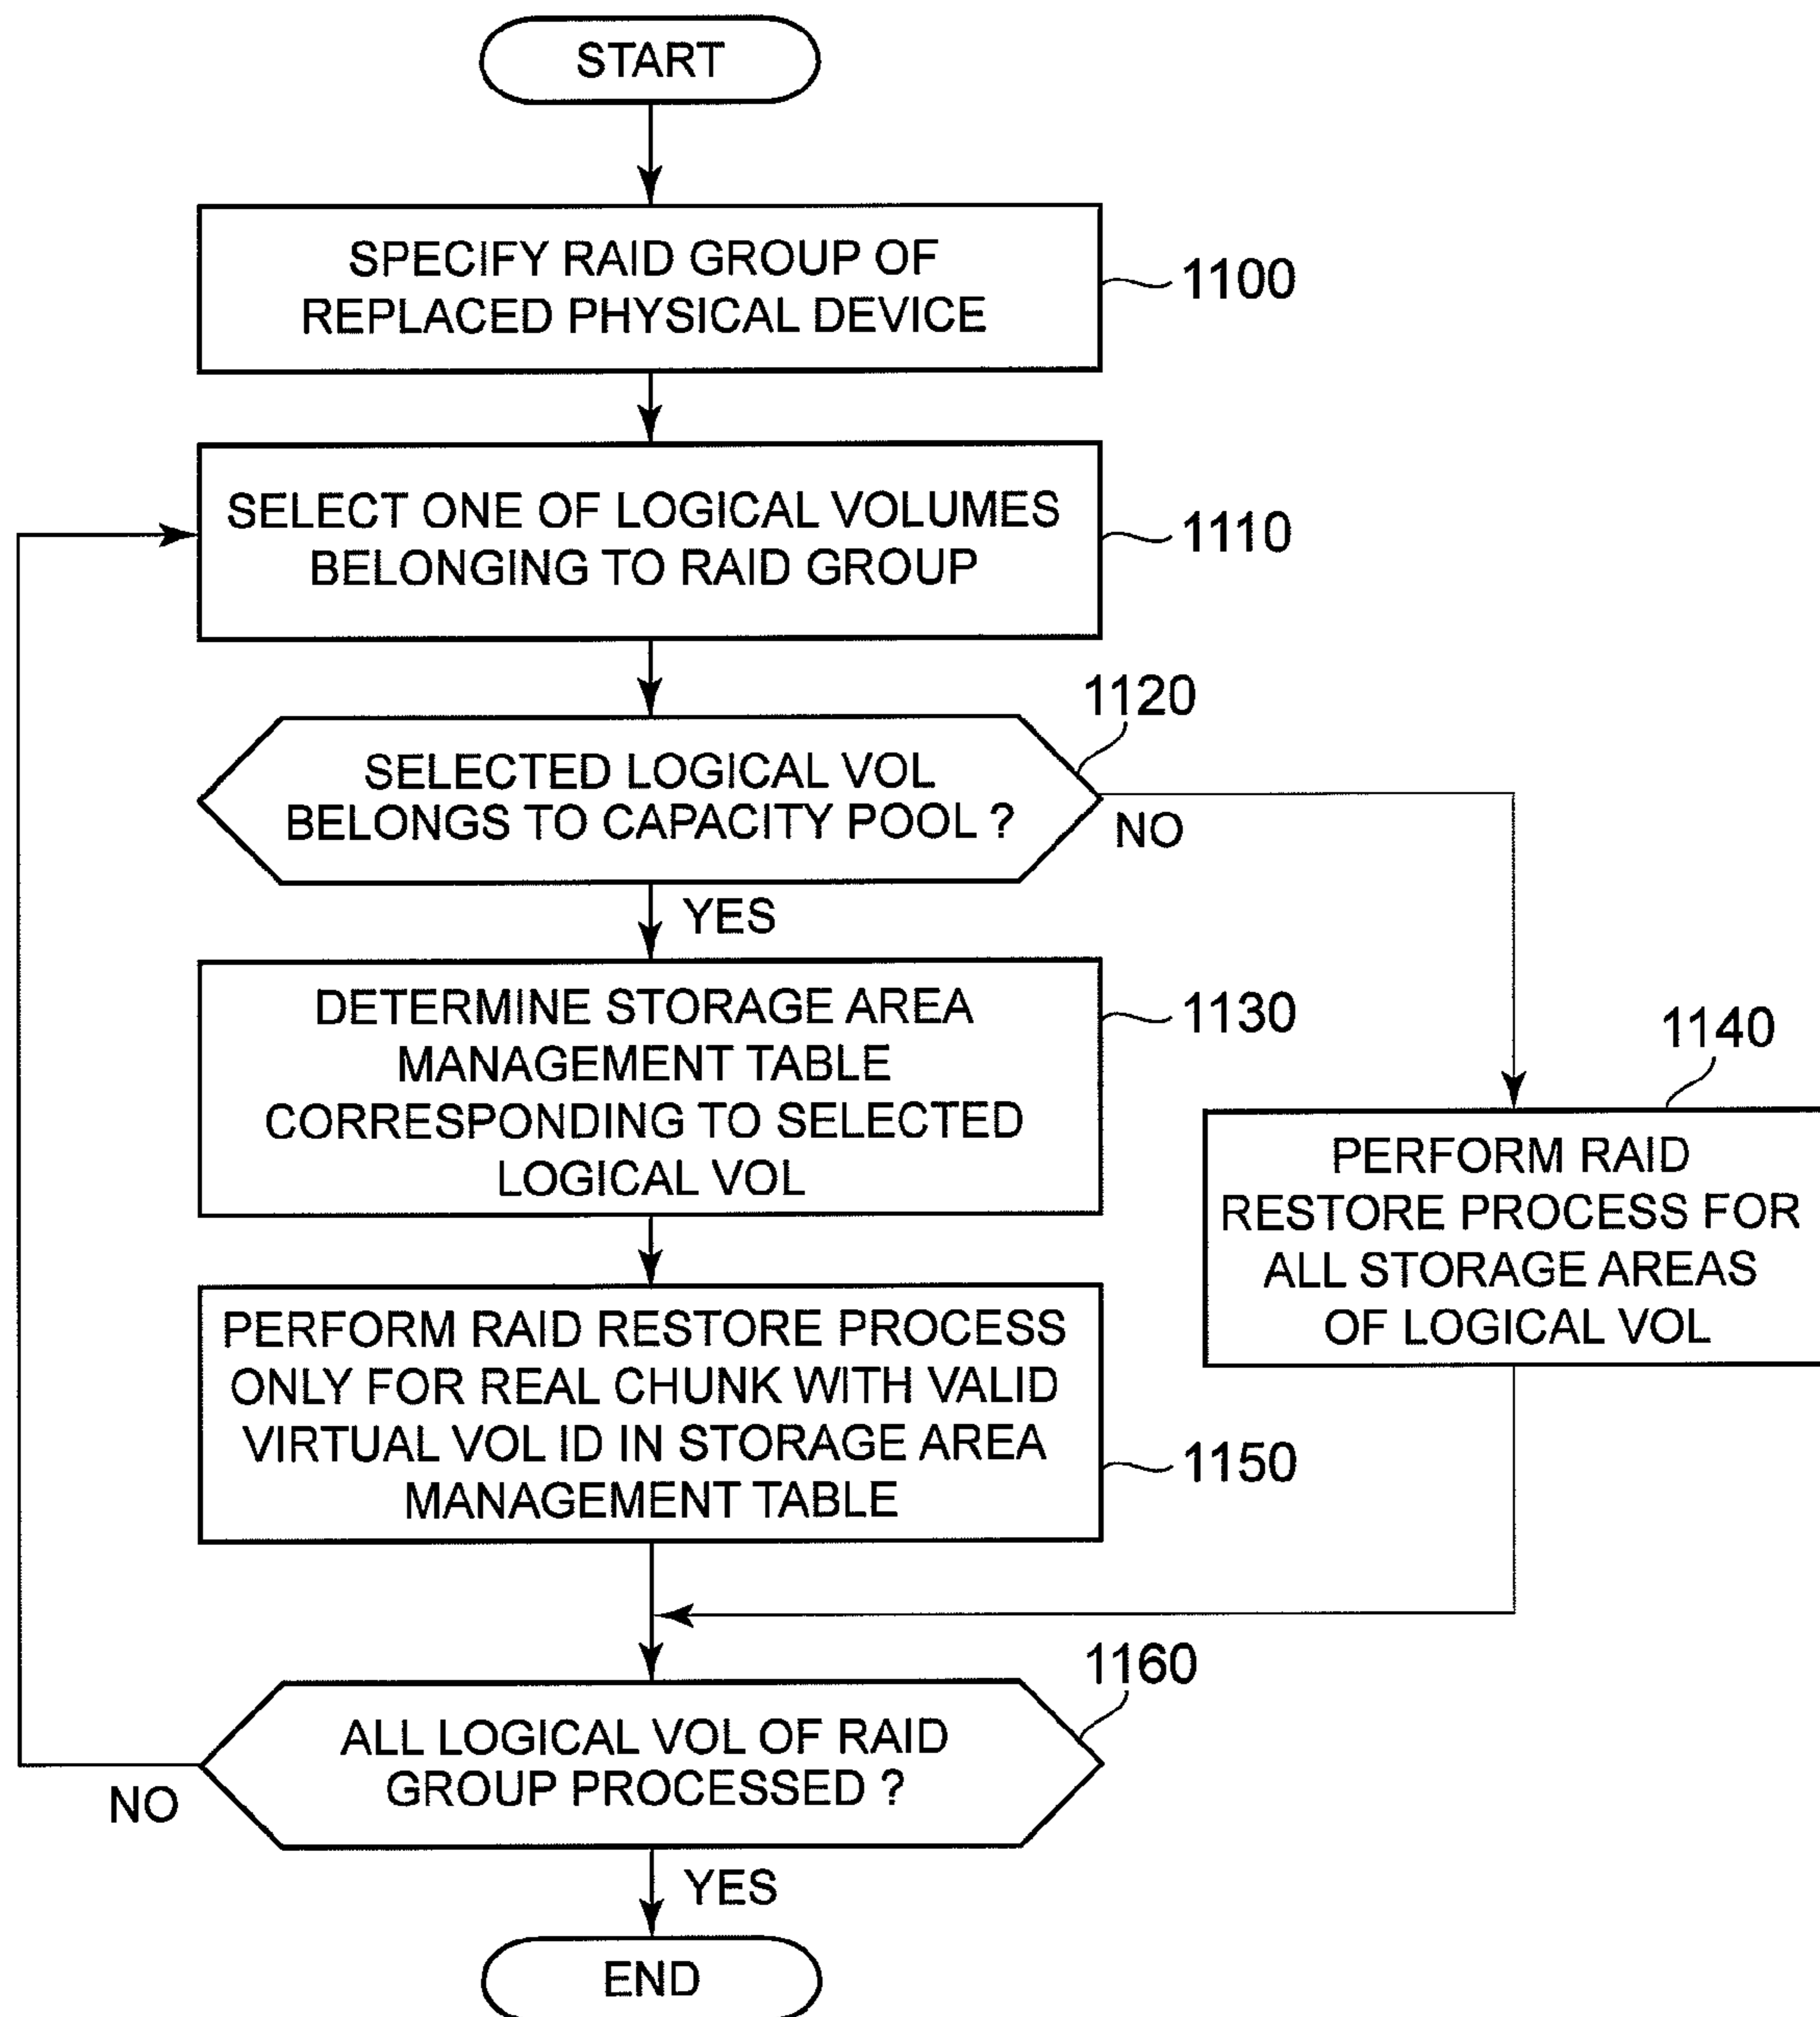 START
SPECIFY RAID GROUP OF
REPLACED PHYSICAL DEVICE
1100
SELECT ONE OF LOGICAL VOLUMES
BELONGING TO RAID GROUP
1110
1120
SELECTED LOGICAL VOL
BELONGS TO CAPACITY POOL ?
NO
YES
DETERMINE STORAGE AREA
MANAGEMENT TABLE
CORRESPONDING TO SELECTED
LOGICAL VOL
1130
1140
PERFORM RAID
RESTORE PROCESS FOR
ALL STORAGE AREAS
OF LOGICAL VOL
PERFORM RAID RESTORE PROCESS
ONLY FOR REAL CHUNK WITH VALID
VIRTUAL VOL ID IN STORAGE AREA
MANAGEMENT TABLE
1150
1160
ALL LOGICAL VOL OF RAID
GROUP PROCESSED ?
NO
YES
END